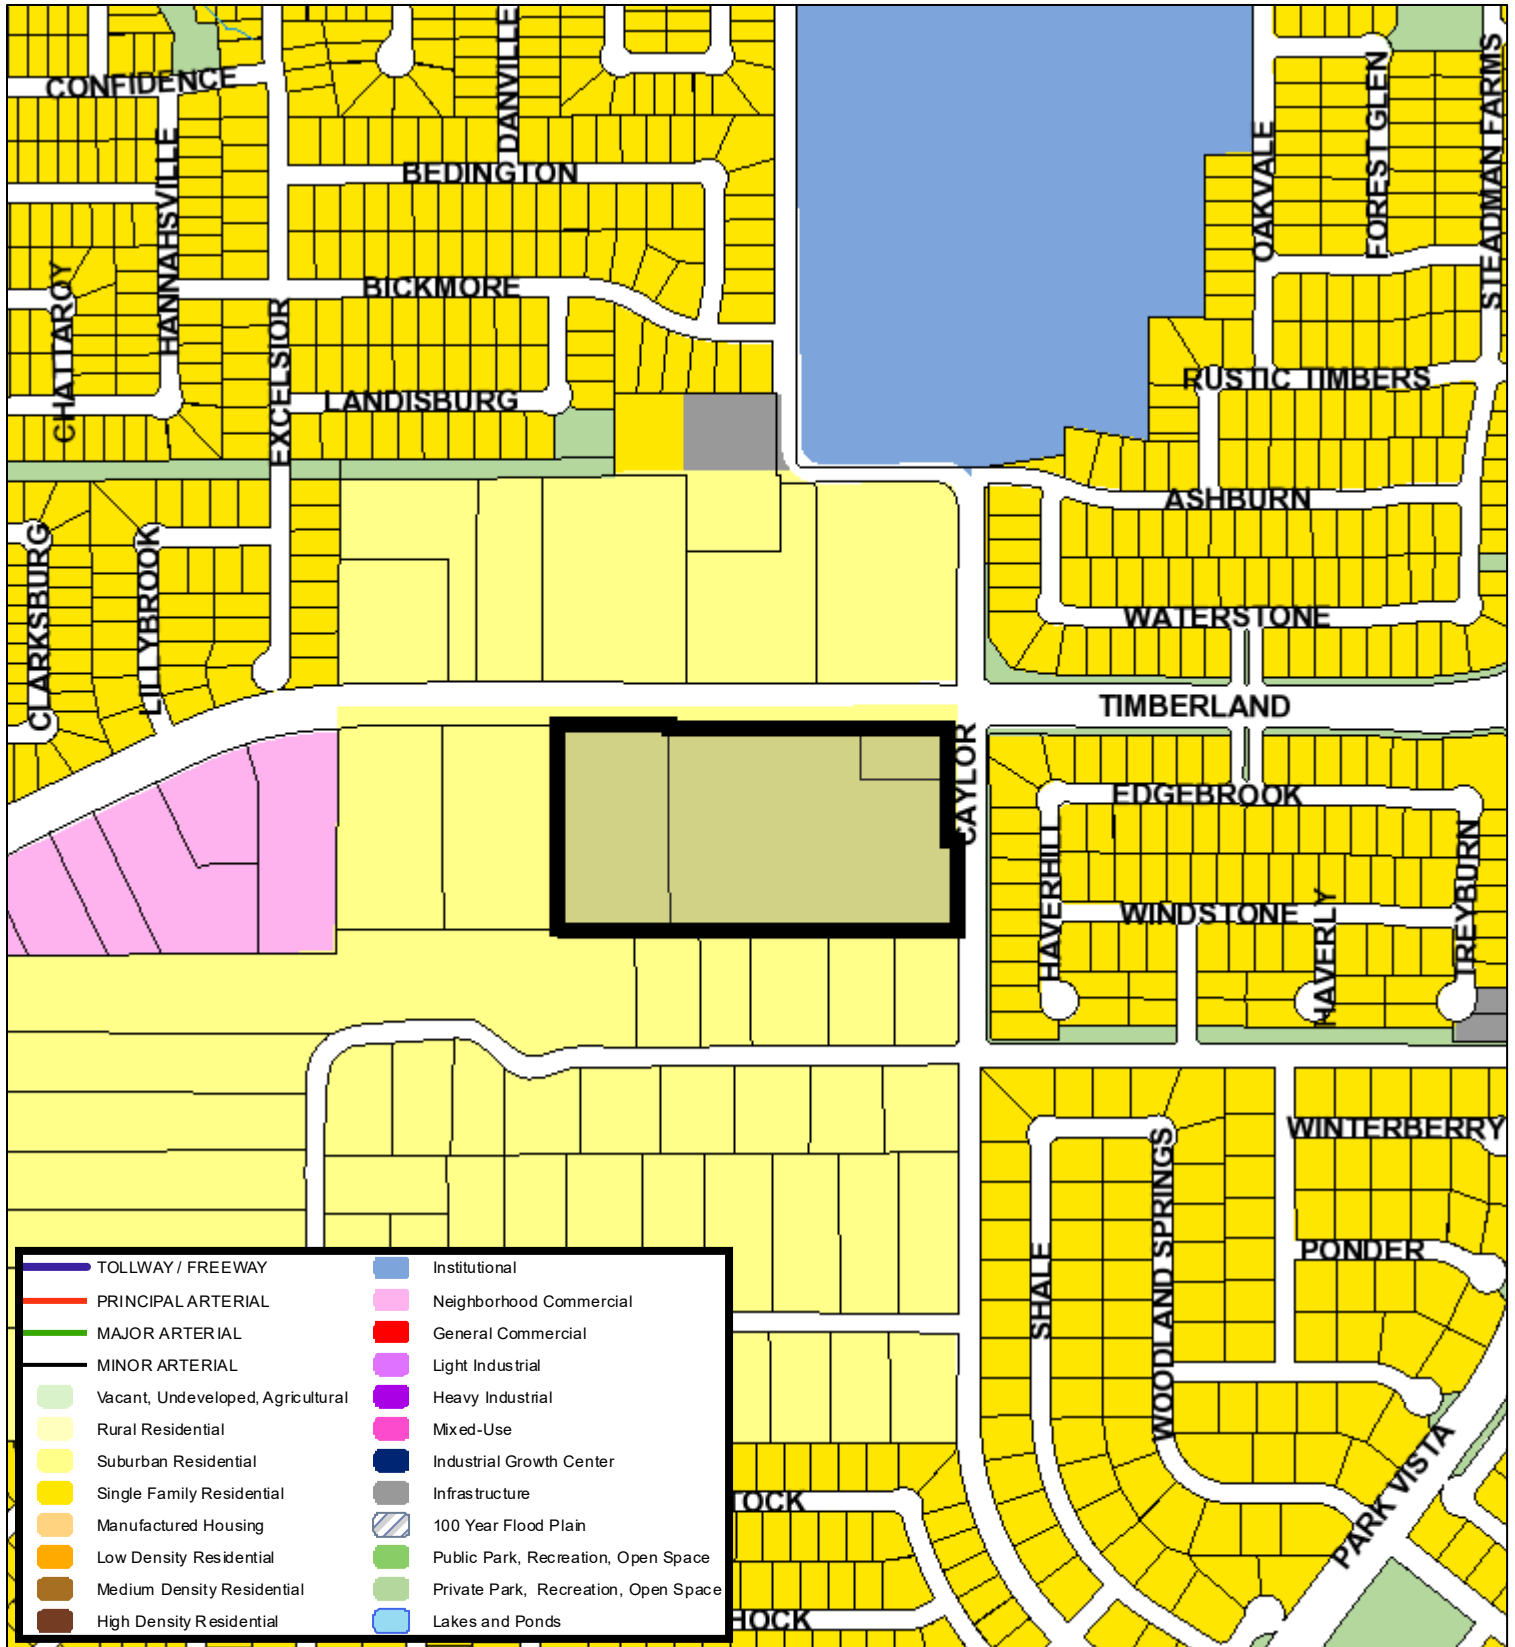 CONFIDENCE
DANVILLE
HANNAHSVILLE
BEDINGTON
OAKVALE
FOREST GLEN
STEADMAN FARMS
CHATTAROY
BICKMORE
EXCELSIOR
LANDISBURG
RUSTIC TIMBERS
ASHBURN
CLARKSBURG
LILLYBROOK
WATERSTONE
TIMBERLAND
CAYLOR
EDGEBROOK
HAVERHILL
WINDSTONE
HAVERLY
TREYBURN
WINTERBERRY
WOODLAND SPRINGS
SHALE
PONDER
PARK VISTA
TOCK
HOCK
TOLLWAY / FREEWAY
PRINCIPAL ARTERIAL
MAJOR ARTERIAL
MINOR ARTERIAL
Vacant, Undeveloped, Agricultural
Rural Residential
Suburban Residential
Single Family Residential
Manufactured Housing
Low Density Residential
Medium Density Residential
High Density Residential
Institutional
Neighborhood Commercial
General Commercial
Light Industrial
Heavy Industrial
Mixed-Use
Industrial Growth Center
Infrastructure
100 Year Flood Plain
Public Park, Recreation, Open Space
Private Park, Recreation, Open Space
Lakes and Ponds